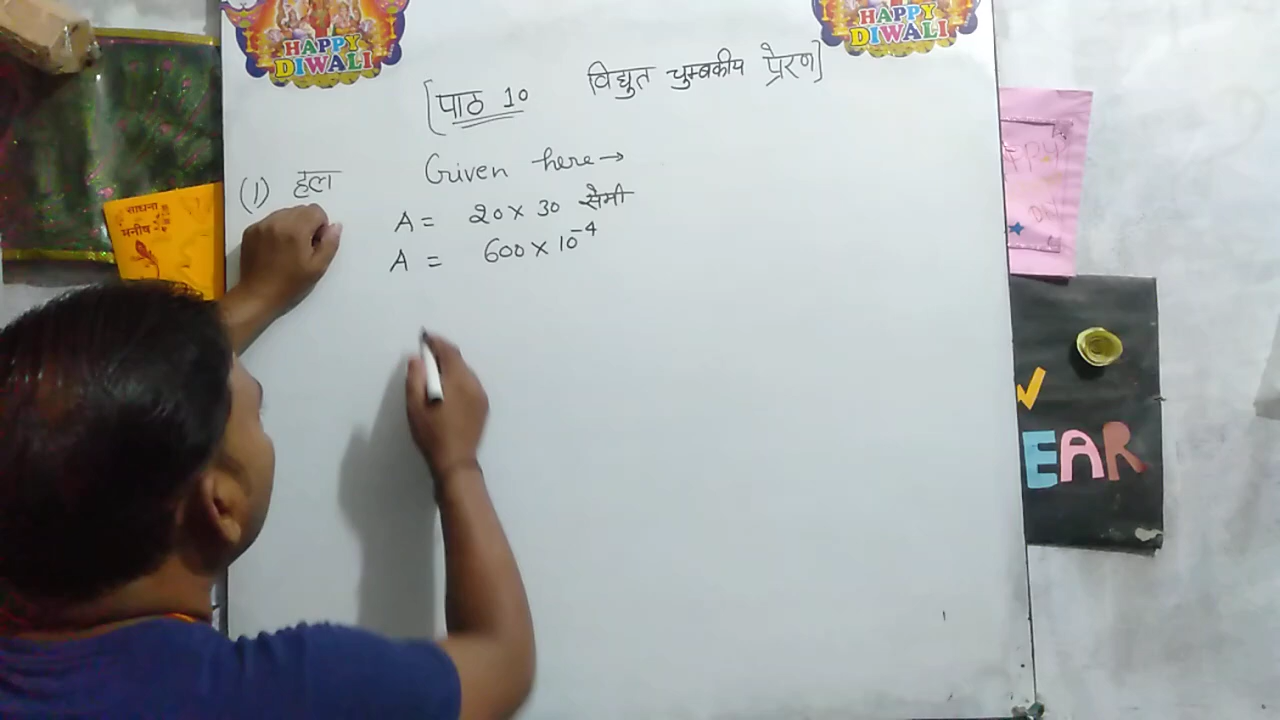 HAPPY
DIWALI
HAPPY
DIWALI
[पाठ 10 विद्युत चुम्बकीय प्रेरण]
(1) हल Given here →
A = 20 × 30 सेमी
A = 600 × 10⁻⁴
साधना
मनीष
EAR